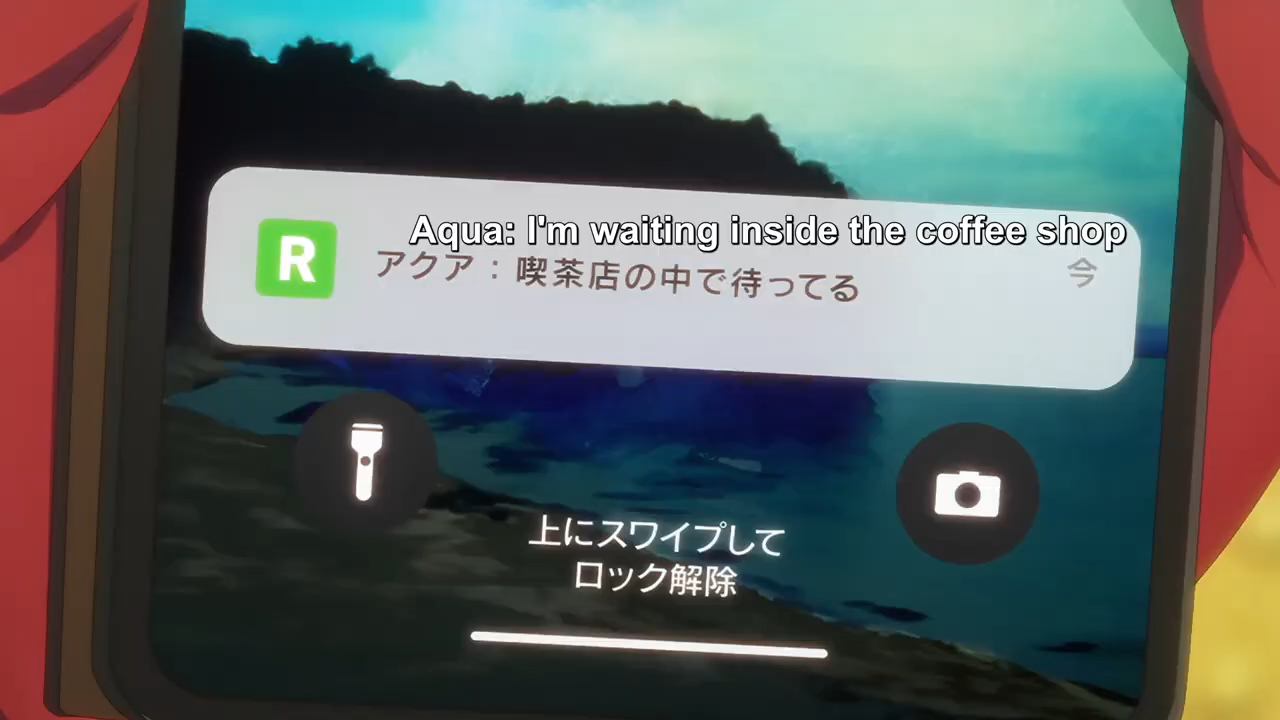 Aqua: I'm waiting inside the coffee shop
R
アクア：喫茶店の中で待ってる
今
上にスワイプして
ロック解除